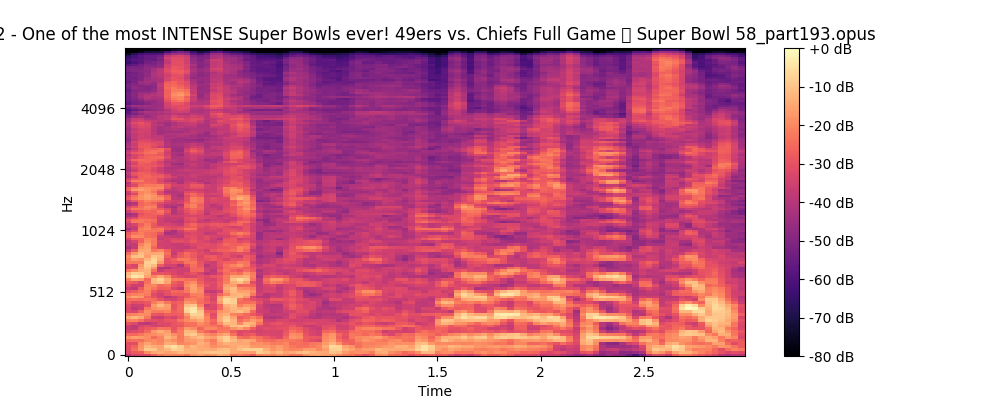 2 - One of the most INTENSE Super Bowls ever! 49ers vs. Chiefs Full Game Super Bowl 58_part193.opus
+0 dB
-10 dB
-20 dB
-30 dB
-40 dB
-50 dB
-60 dB
-70 dB
-80 dB
4096
2048
1024
512
0
Hz
0 0.5 1 1.5 2 2.5
Time